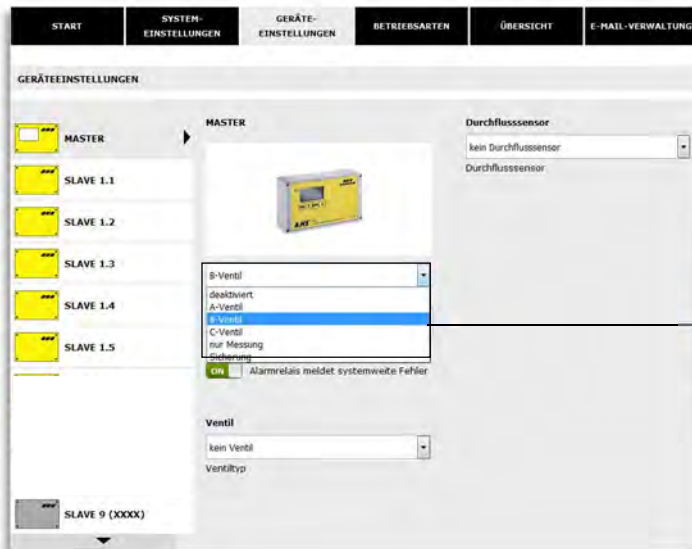 START
SYSTEM-
EINSTELLUNGEN
GERÄTE-
EINSTELLUNGEN
BETRIEBSARTEN
ÜBERSICHT
E-MAIL-VERWALTUNG
GERÄTEEINSTELLUNGEN
MASTER
SLAVE 1.1
SLAVE 1.2
SLAVE 1.3
SLAVE 1.4
SLAVE 1.5
SLAVE 9 (XXXX)
MASTER
B-Ventil
deaktiviert
A-Ventil
B-Ventil
C-Ventil
nur Messung
Sicherung
ON Alarmrelais meldet systemweite Fehler
Ventil
kein Ventil
Ventiltyp
Durchflusssensor
kein Durchflusssensor
Durchflusssensor